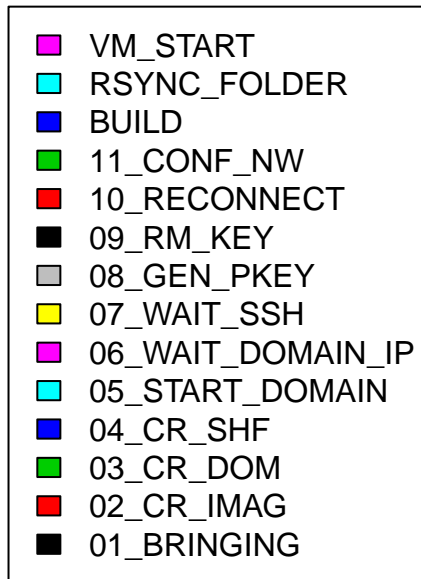 VM_START
RSYNC_FOLDER
BUILD
11_CONF_NW
10_RECONNECT
09_RM_KEY
08_GEN_PKEY
07_WAIT_SSH
06_WAIT_DOMAIN_IP
05_START_DOMAIN
04_CR_SHF
03_CR_DOM
02_CR_IMAG
01_BRINGING